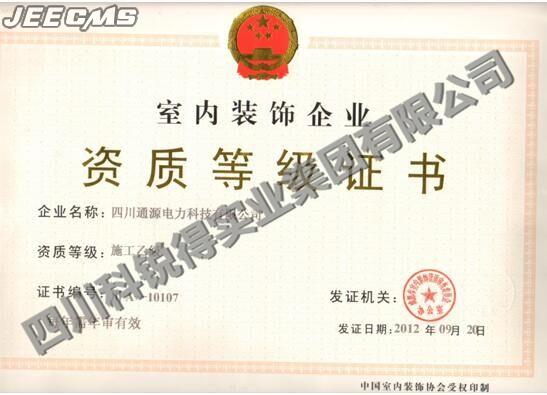 JEECMS
室内装饰企业
资质等级证书
企业名称：四川通源电力科技有限公司
资质等级：施工乙级
证书编号： 10107
年审有效
发证机关：
发证日期：2012 年 09月 20日
中国室内装饰协会受权印制
四川科锐得实业集团有限公司